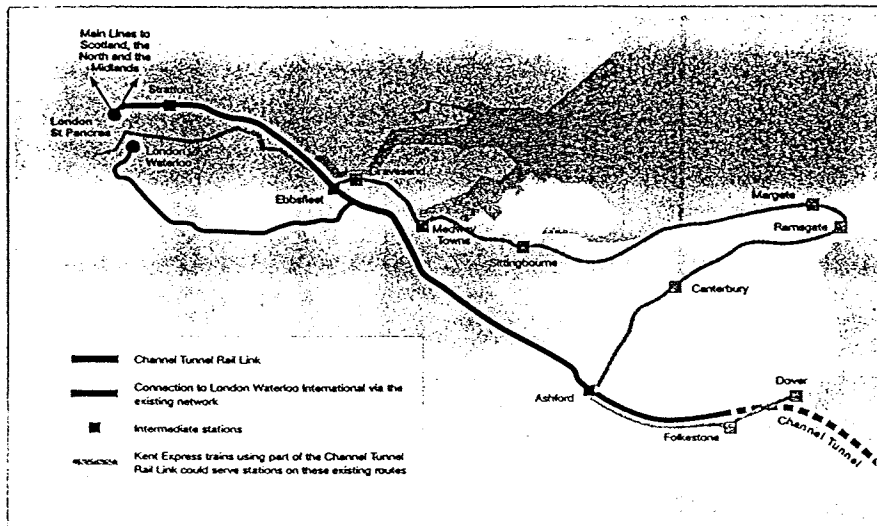 Main Lines to
Scotland, the
North and the
Midlands
Stratford
London
St Pancras
London
Waterloo
Gravesend
Ebbsfleet
Margate
Medway
Towns
Ramsgate
Sittingbourne
Canterbury
Channel Tunnel Rail Link
Connection to London Waterloo International via the
existing network
Ashford
Dover
Intermediate stations
Folkestone
Channel Tunnel
Kent Express trains using part of the Channel Tunnel
Rail Link could serve stations on these existing routes